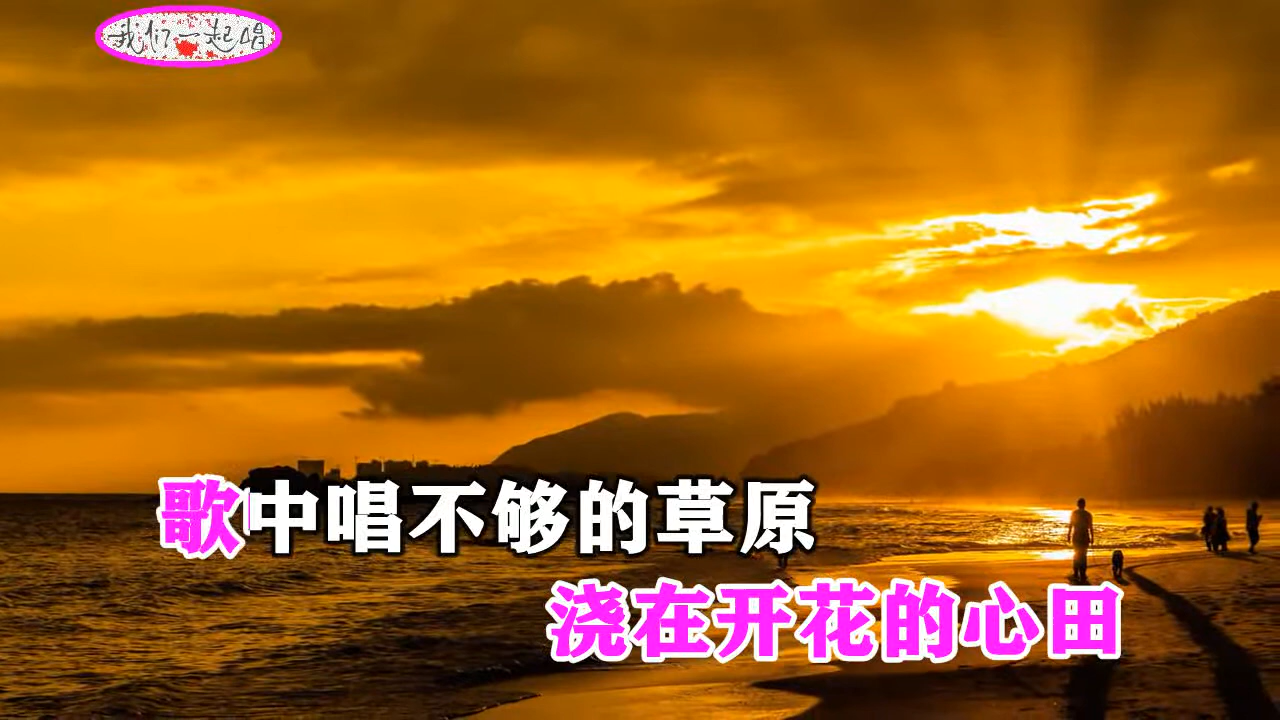 我们一起唱
歌中唱不够的草原
浇在开花的心田